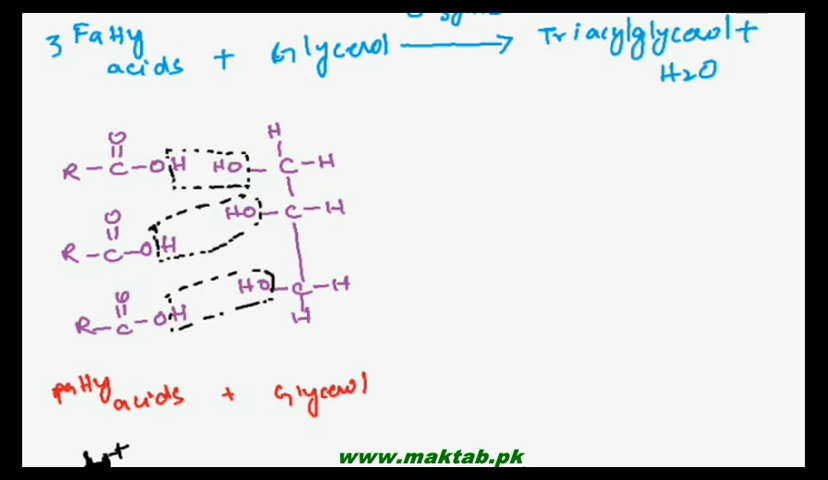 3 Fatty acids + Glycerol → Triacylglycerol + H2O
O H
R-C-OH HO-C-H
O
R-C-OH HO-C-H
O
R-C-OH HO-C-H
H
Fatty acids + Glycerol
www.maktab.pk